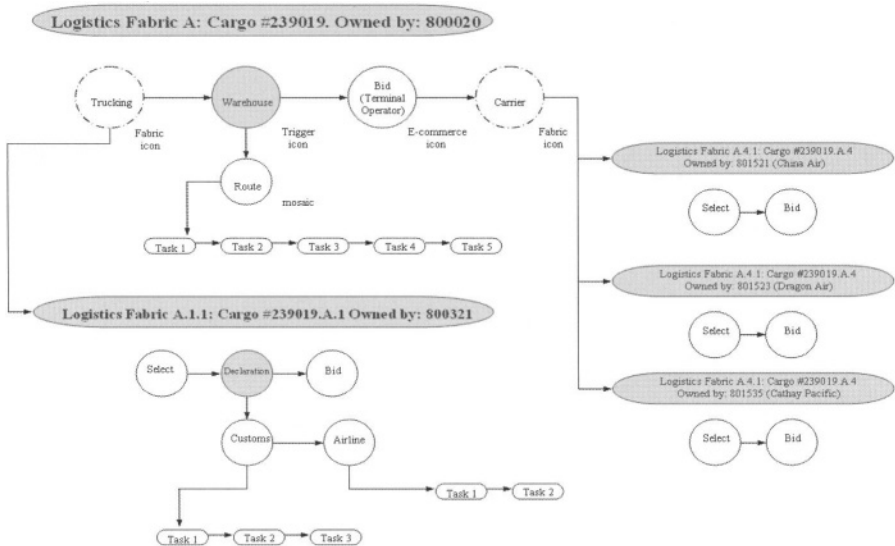 Logistics Fabric A: Cargo #239019. Owned by: 800020
Trucking
Warehouse
Bid
(Terminal
Operator)
Carrier
Fabric
icon
Trigger
icon
E-commerce
icon
Fabric
icon
Route
mosaic
Task 1
Task 2
Task 3
Task 4
Task 5
Logistics Fabric A.4.1: Cargo #239019.A.4
Owned by: 801521 (China Air)
Select
Bid
Logistics Fabric A.4.1: Cargo #239019.A.4
Owned by: 801523 (Dragon Air)
Select
Bid
Logistics Fabric A.4.1: Cargo #239019.A.4
Owned by: 801535 (Cathay Pacific)
Select
Bid
Logistics Fabric A.1.1: Cargo #239019.A.1 Owned by: 800321
Select
Declaration
Bid
Customs
Airline
Task 1
Task 2
Task 1
Task 2
Task 3